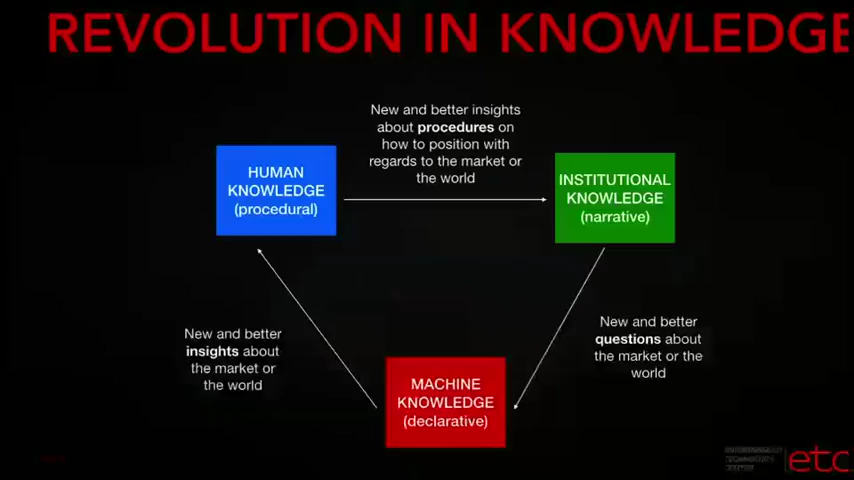 REVOLUTION IN KNOWLEDGE
New and better insights
about procedures on
how to position with
regards to the market or
the world
HUMAN
KNOWLEDGE
(procedural)
INSTITUTIONAL
KNOWLEDGE
(narrative)
New and better
insights about
the market or
the world
New and better
questions about
the market or the
world
MACHINE
KNOWLEDGE
(declarative)
etc